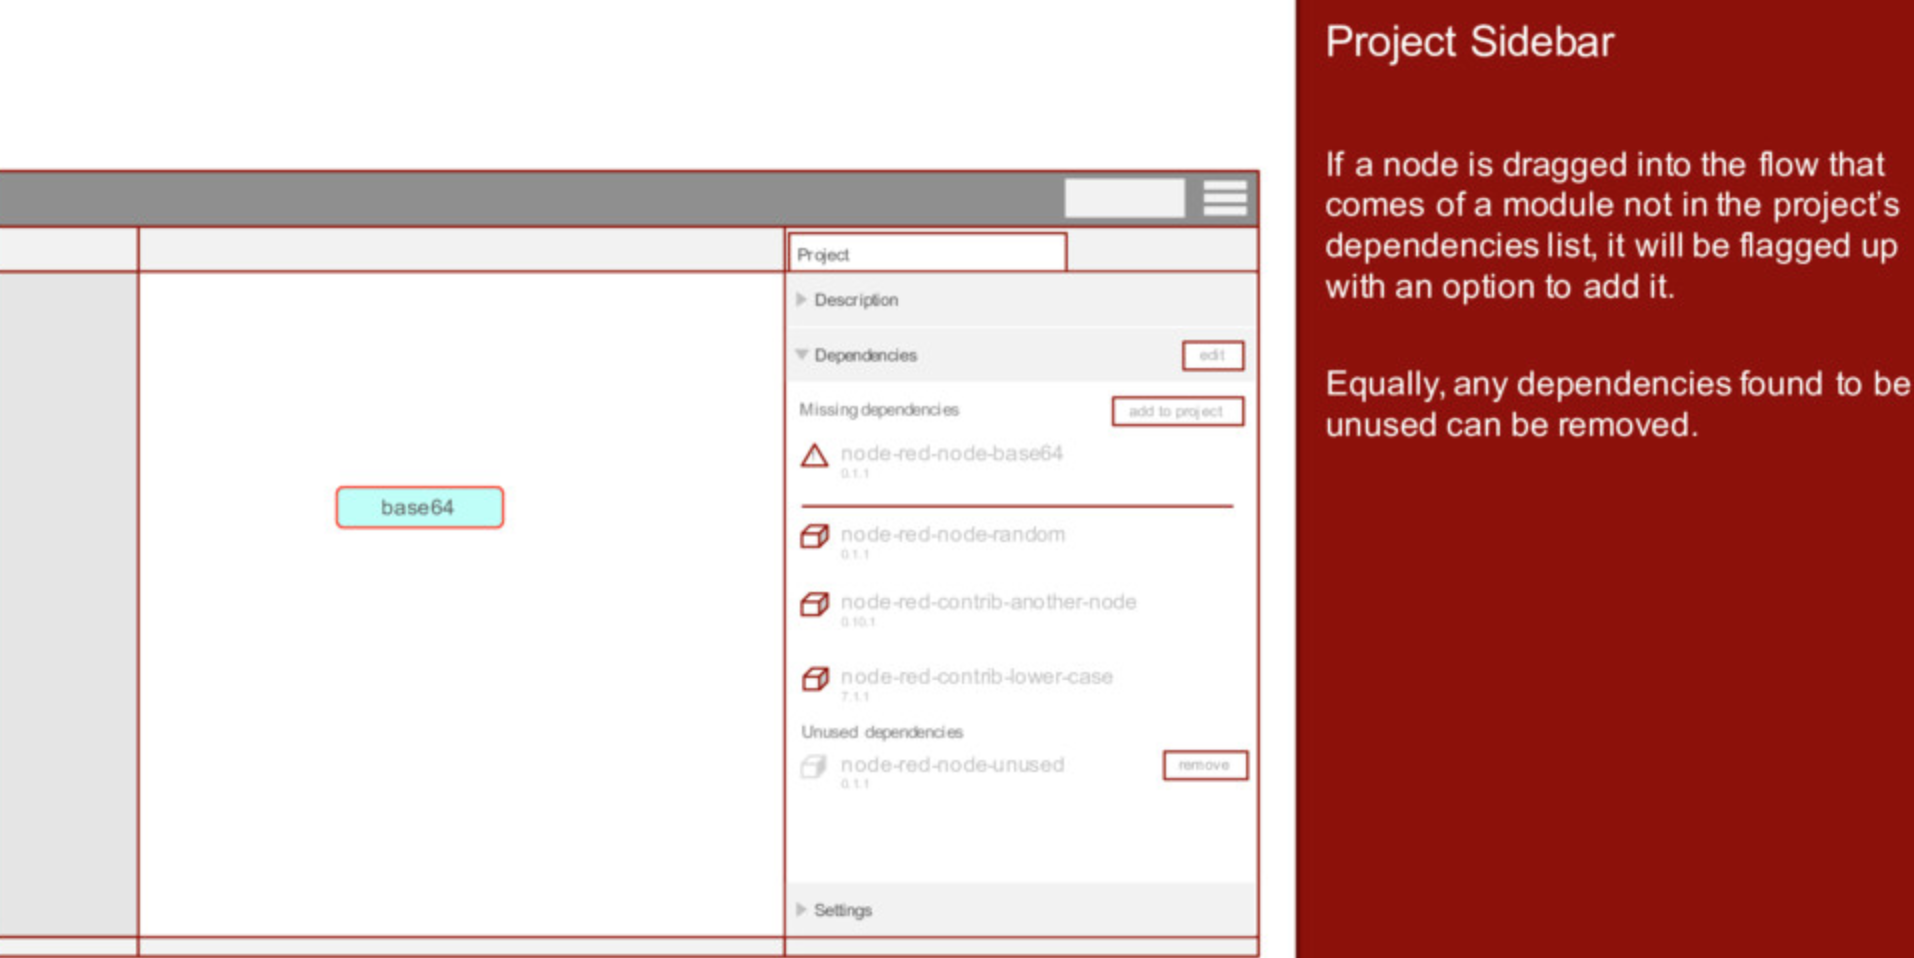 Project Sidebar
If a node is dragged into the flow that
comes of a module not in the project's
dependencies list, it will be flagged up
with an option to add it.
Equally, any dependencies found to be
unused can be removed.
Project
Description
Dependencies
edit
Missing dependencies
add to project
node-red-node-base64
0.1.1
base64
node-red-node-random
0.1.1
node-red-contrib-another-node
0.10.1
node-red-contrib-lower-case
7.1.1
Unused dependencies
node-red-node-unused
remove
0.1.1
Settings